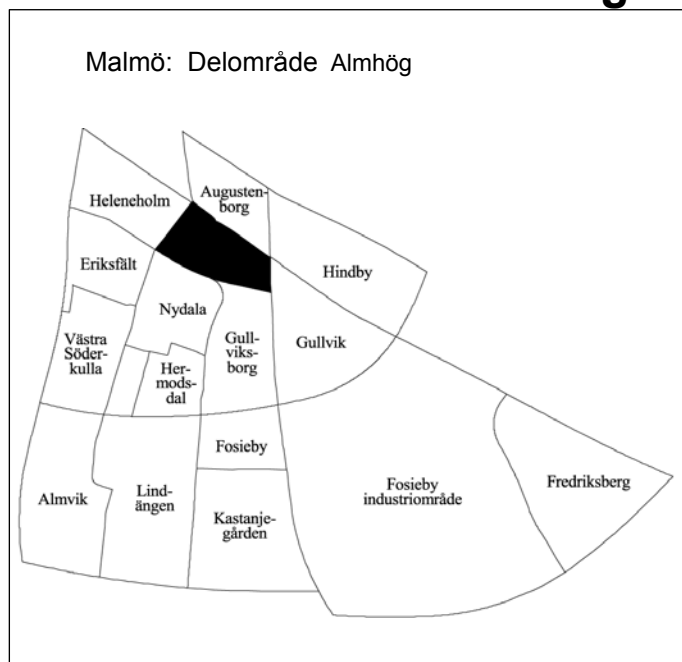 g
Malmö: Delområde Almhög
Heleneholm
Augusten-
borg
Eriksfält
Hindby
Nydala
Västra
Söder-
kulla
Gull-
viks-
borg
Gullvik
Her-
mods-
dal
Fosieby
Almvik
Lind-
ängen
Kastanje-
gården
Fosieby
industriområde
Fredriksberg